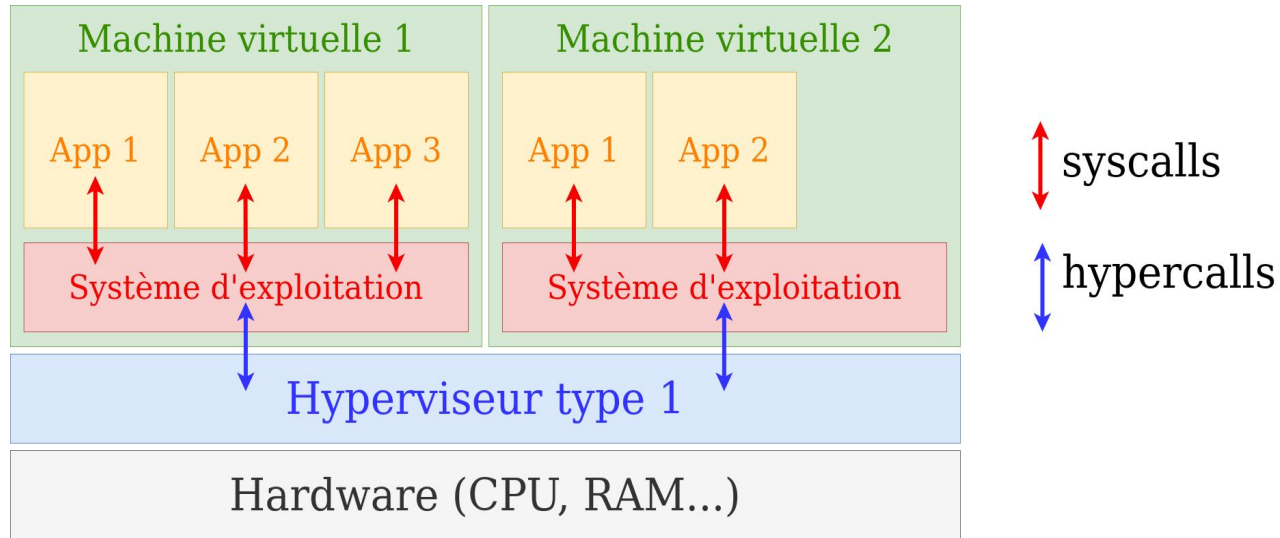 Machine virtuelle 1
Machine virtuelle 2
App 1
App 2
App 3
App 1
App 2
Système d'exploitation
Système d'exploitation
Hyperviseur type 1
Hardware (CPU, RAM...)
syscalls
hypercalls